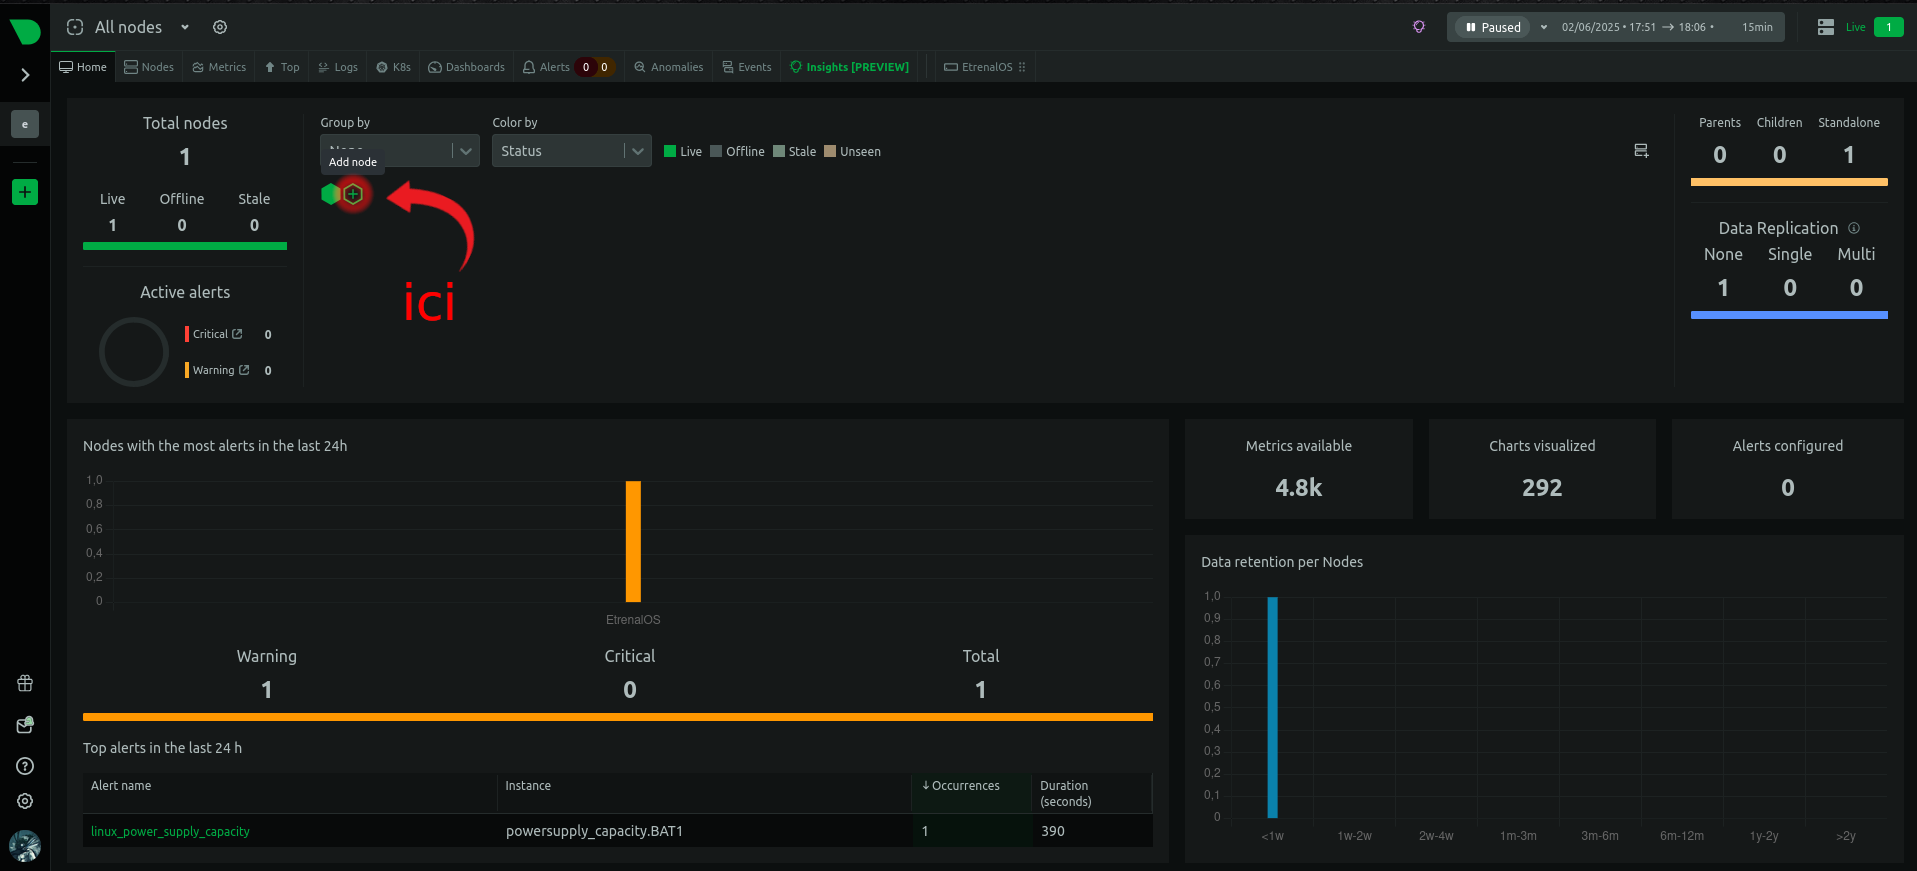 All nodes
Paused 02/06/2025 • 17:51 → 18:06 • 15min
Live 1
Home Nodes Metrics Top Logs K8s Dashboards Alerts 0 0 Anomalies Events Insights [PREVIEW] EtrenalOS
e
Total nodes
1
Live Offline Stale
1 0 0
Active alerts
Critical 0
Warning 0
Group by Color by
Status
Live Offline Stale Unseen
Add node
ici
Parents Children Standalone
0 0 1
Data Replication
None Single Multi
1 0 0
Nodes with the most alerts in the last 24h
1,0
0,8
0,6
0,4
0,2
0
EtrenalOS
Warning Critical Total
1 0 1
Top alerts in the last 24 h
Alert name Instance ↓ Occurrences Duration
(seconds)
linux_power_supply_capacity powersupply_capacity.BAT1 1 390
Metrics available
4.8k
Charts visualized
292
Alerts configured
0
Data retention per Nodes
1,0
0,9
0,8
0,7
0,6
0,5
0,4
0,3
0,2
0,1
0
<1w 1w-2w 2w-4w 1m-3m 3m-6m 6m-12m 1y-2y >2y